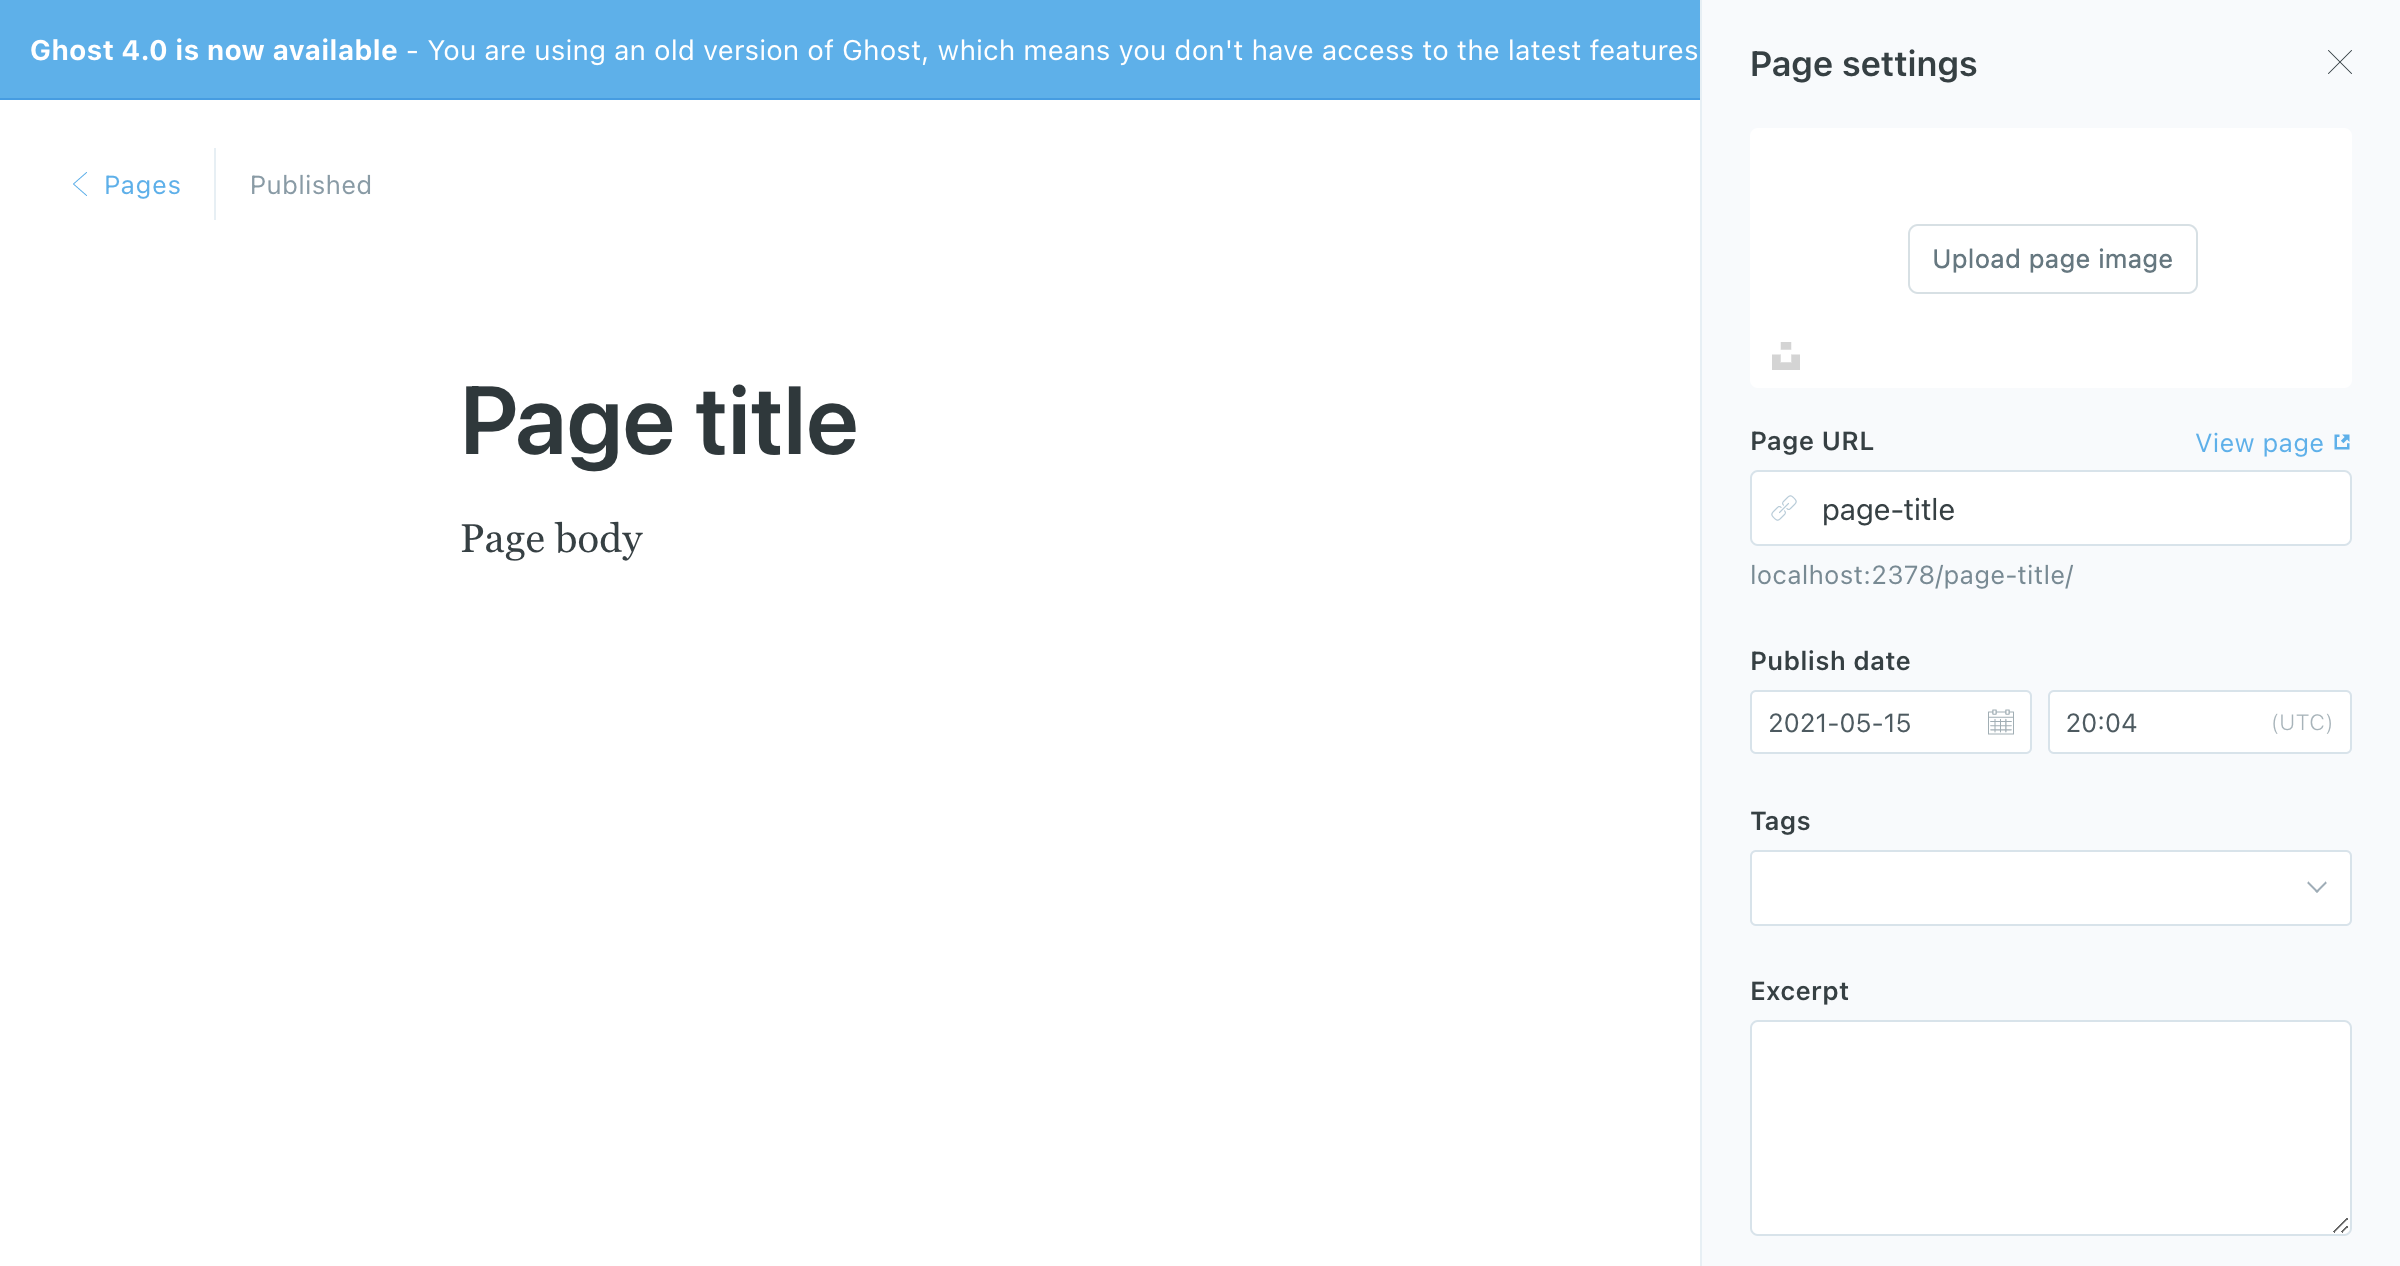 Ghost 4.0 is now available - You are using an old version of Ghost, which means you don't have access to the latest features
Pages
Published
Page title
Page body
Page settings
Upload page image
Page URL
View page
page-title
localhost:2378/page-title/
Publish date
2021-05-15
20:04
(UTC)
Tags
Excerpt